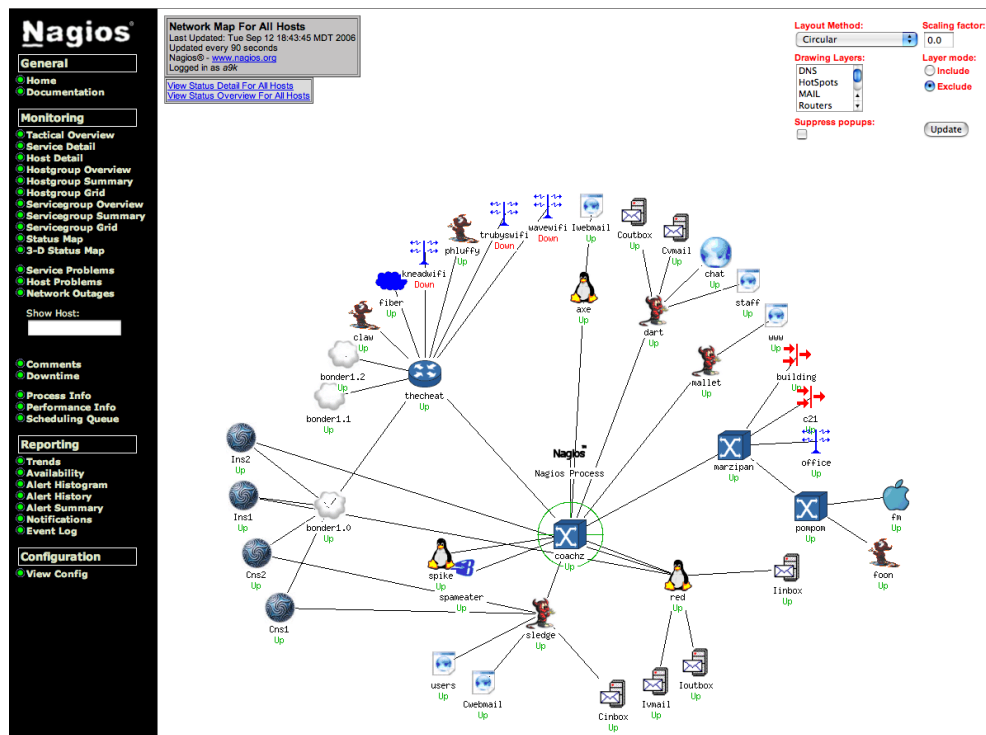 Nagios®
General
Home
Documentation
Monitoring
Tactical Overview
Service Detail
Host Detail
Hostgroup Overview
Hostgroup Summary
Hostgroup Grid
Servicegroup Overview
Servicegroup Summary
Servicegroup Grid
Status Map
3-D Status Map
Service Problems
Host Problems
Network Outages
Show Host:
Comments
Downtime
Process Info
Performance Info
Scheduling Queue
Reporting
Trends
Availability
Alert Histogram
Alert History
Alert Summary
Notifications
Event Log
Configuration
View Config
Network Map For All Hosts
Last Updated: Tue Sep 12 18:43:45 MDT 2006
Updated every 90 seconds
Nagios® - www.nagios.org
Logged in as a9k
View Status Detail For All Hosts
View Status Overview For All Hosts
Layout Method:
Circular
Scaling factor:
0.0
Drawing Layers:
DNS
HotSpots
MAIL
Routers
Layer mode:
Include
Exclude
Suppress popups:
Update
trubyswifi
Down
wavewifi
Down
Iwebmail
Up
Coutbox
Up
Cvmail
Up
phluffy
Up
kneadwifi
Down
chat
Up
fiber
Up
staff
Up
axe
Up
dart
Up
claw
Up
www
Up
bonder1.2
Up
mallet
Up
building
Up
thecheat
Up
bonder1.1
Up
c21
Up
Ins2
Up
Nagios
Nagios Process
marzipan
Up
office
Up
Ins1
Up
bonder1.0
Up
pompom
Up
fm
Up
coachz
Up
Cns2
Up
spike
Up
foon
Up
spameater
Up
red
Up
Iinbox
Up
Cns1
Up
sledge
Up
users
Up
Cwebmail
Up
Cinbox
Up
Ivmail
Up
Ioutbox
Up